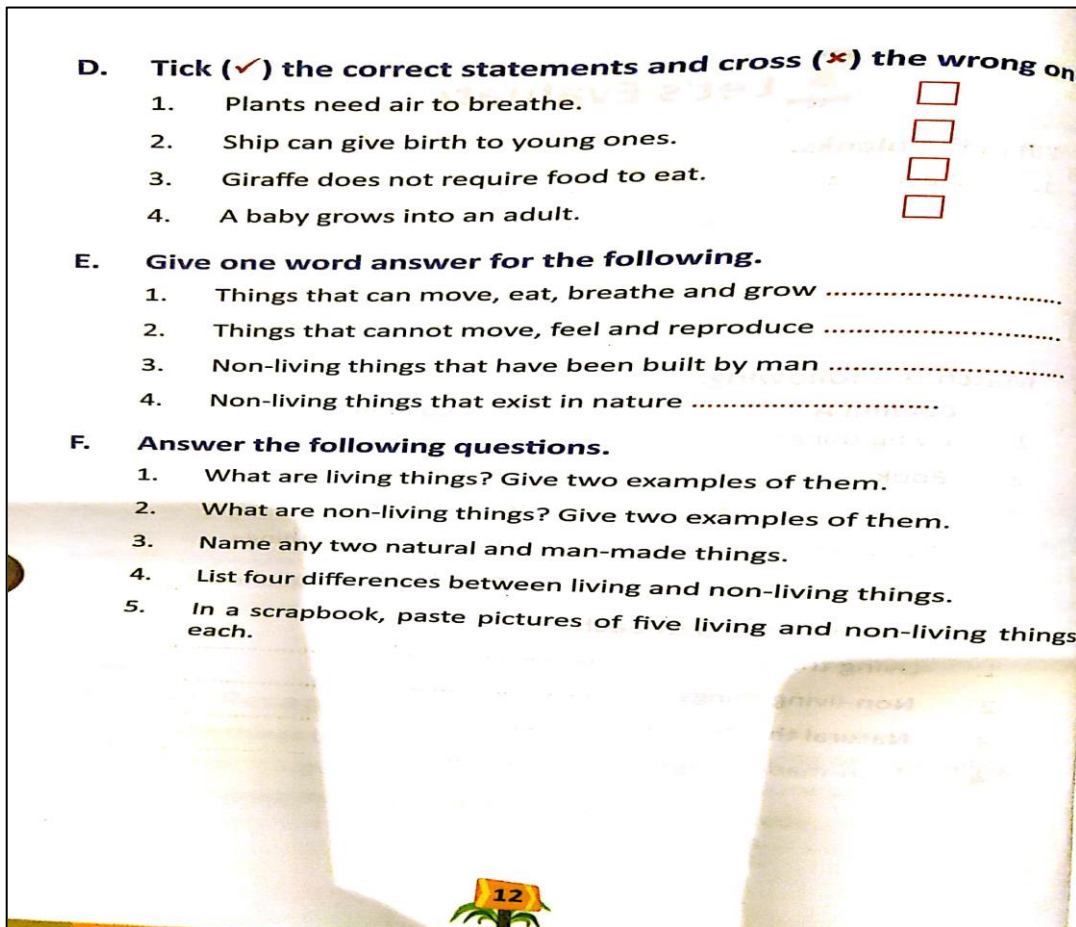 D. Tick (✓) the correct statements and cross (×) the wrong on
1. Plants need air to breathe.
2. Ship can give birth to young ones.
3. Giraffe does not require food to eat.
4. A baby grows into an adult.
E. Give one word answer for the following.
1. Things that can move, eat, breathe and grow ..............................
2. Things that cannot move, feel and reproduce ..............................
3. Non-living things that have been built by man ..............................
4. Non-living things that exist in nature ..............................
F. Answer the following questions.
1. What are living things? Give two examples of them.
2. What are non-living things? Give two examples of them.
3. Name any two natural and man-made things.
4. List four differences between living and non-living things.
5. In a scrapbook, paste pictures of five living and non-living things
each.
12